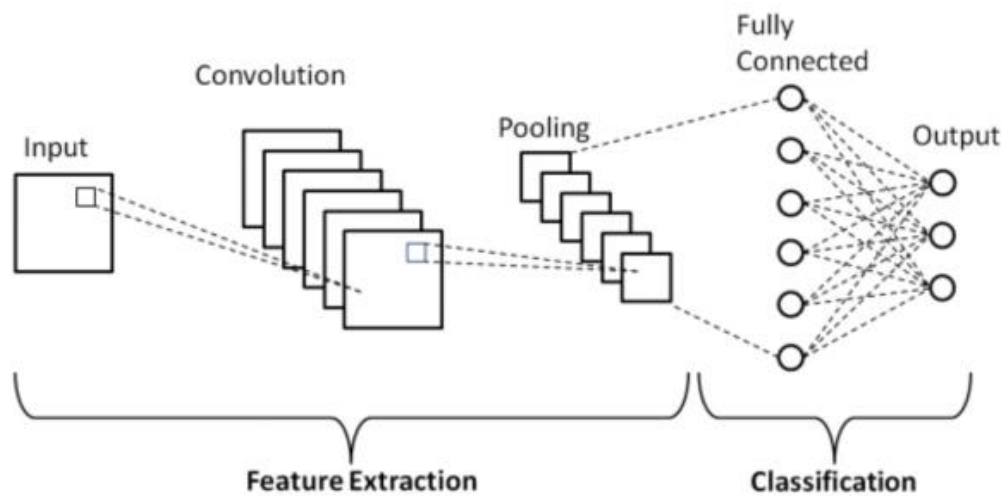 Input
Convolution
Pooling
Fully
Connected
Output
Feature Extraction
Classification